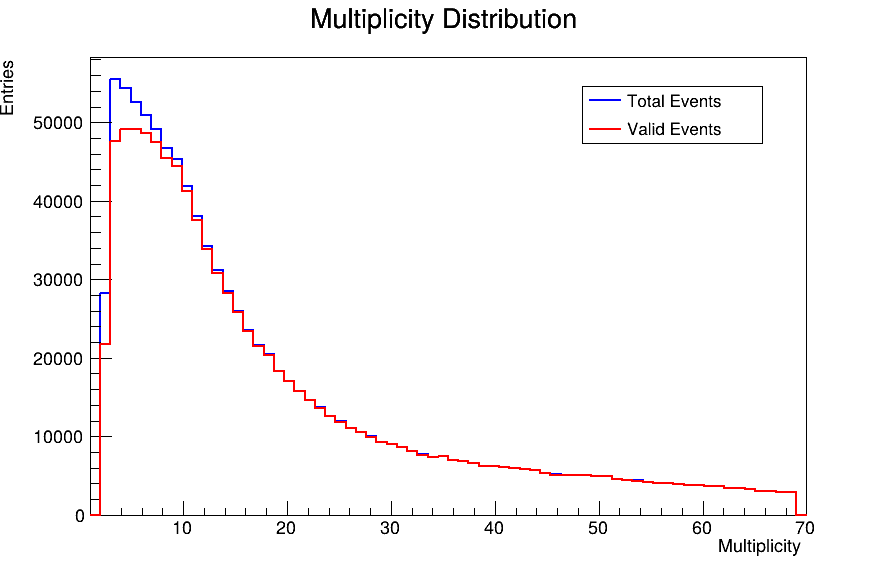 Multiplicity Distribution
Entries
Total Events
Valid Events
50000
40000
30000
20000
10000
0
10 20 30 40 50 60 70
Multiplicity